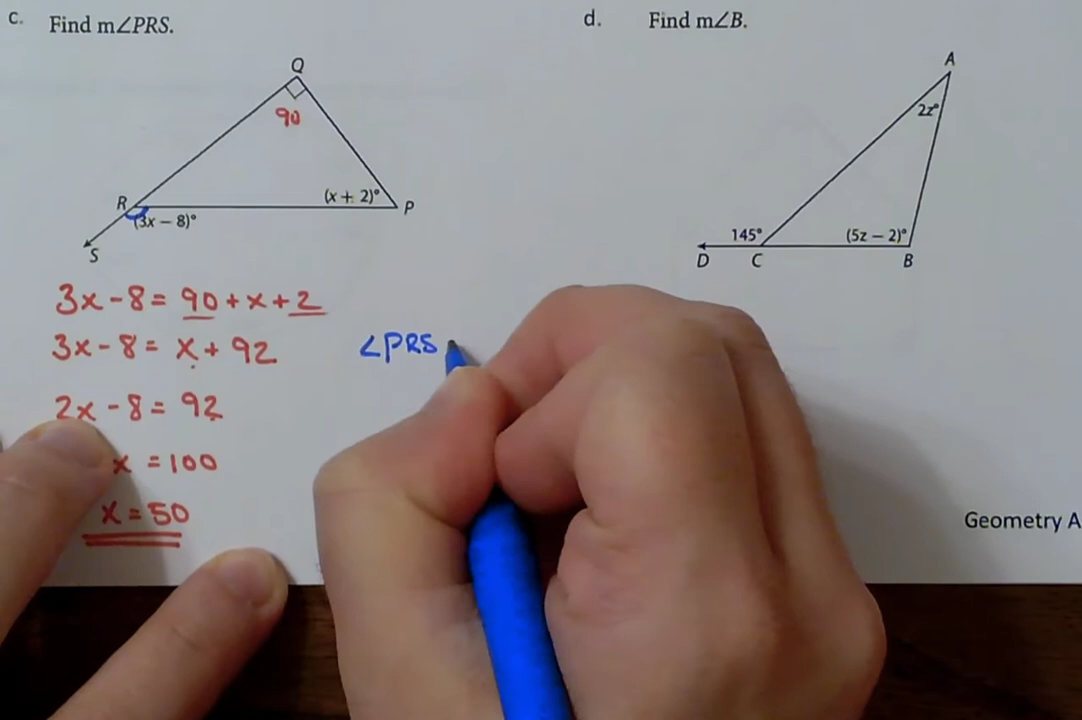 c. Find m∠PRS.
Q
90
R
(x + 2)°
P
(3x – 8)°
S
3x - 8 = 90 + x + 2
3x - 8 = x + 92
2x - 8 = 92
x = 100
x = 50
∠PRS
d. Find m∠B.
A
2z°
145°
(5z – 2)°
D
C
B
Geometry A